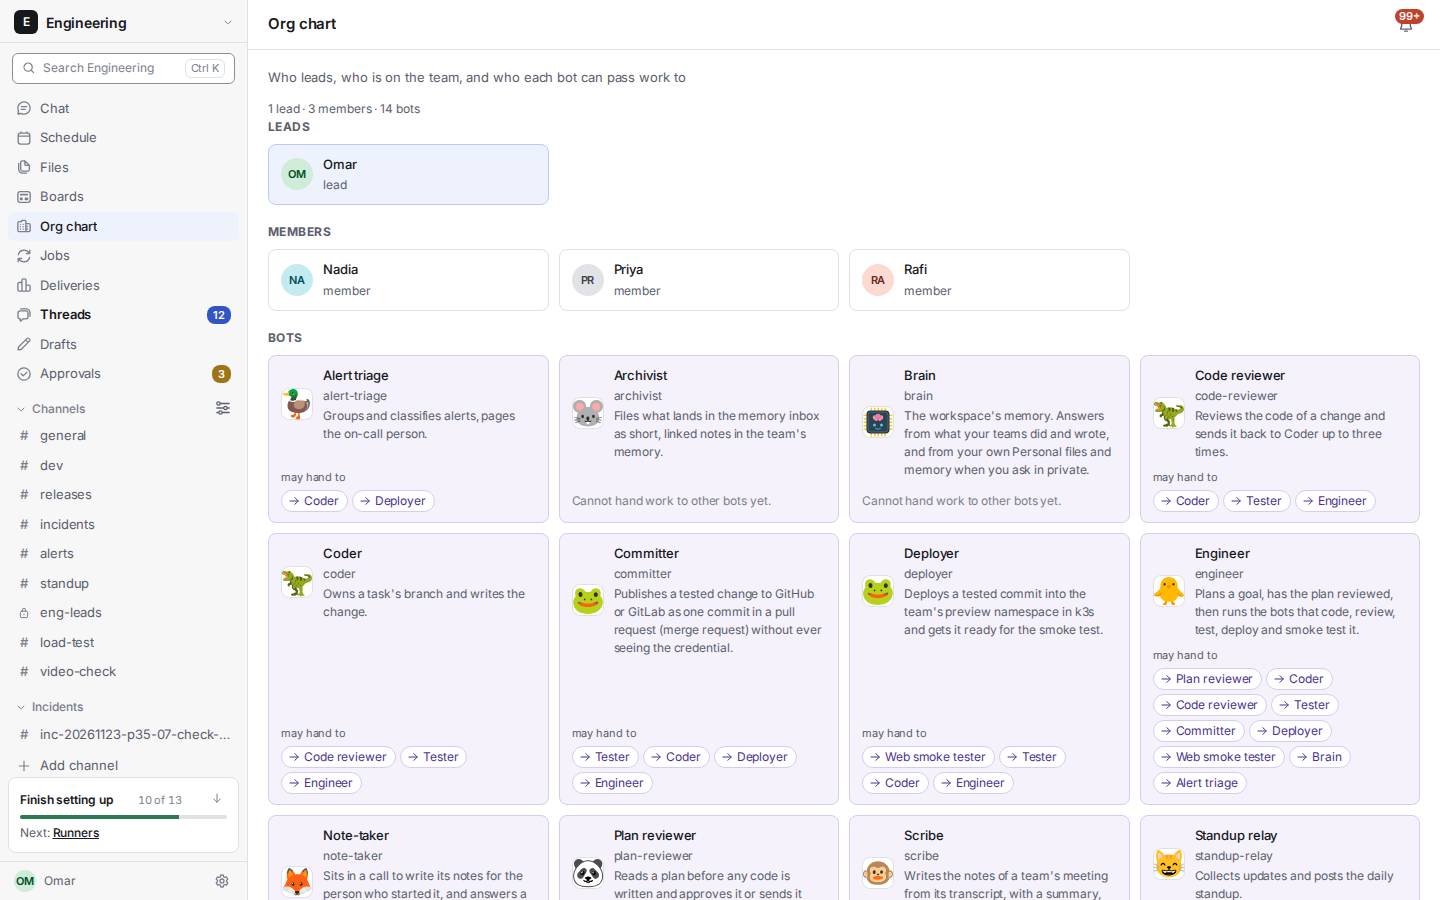 E Engineering
Search Engineering Ctrl K
Chat
Schedule
Files
Boards
Org chart
Jobs
Deliveries
Threads 12
Drafts
Approvals 3
Channels
# general
# dev
# releases
# incidents
# alerts
# standup
eng-leads
# load-test
# video-check
Incidents
# inc-20261123-p35-07-check-...
+ Add channel
Finish setting up 10 of 13 ↓
Next: Runners
OM Omar
Org chart
99+
Who leads, who is on the team, and who each bot can pass work to
1 lead · 3 members · 14 bots
LEADS
OM
Omar
lead
MEMBERS
NA
Nadia
member
PR
Priya
member
RA
Rafi
member
BOTS
Alert triage
alert-triage
Groups and classifies alerts, pages
the on-call person.
may hand to
→ Coder → Deployer
Archivist
archivist
Files what lands in the memory inbox
as short, linked notes in the team's
memory.
Cannot hand work to other bots yet.
Brain
brain
The workspace's memory. Answers
from what your teams did and wrote,
and from your own Personal files and
memory when you ask in private.
Cannot hand work to other bots yet.
Code reviewer
code-reviewer
Reviews the code of a change and
sends it back to Coder up to three
times.
may hand to
→ Coder → Tester → Engineer
Coder
coder
Owns a task's branch and writes the
change.
may hand to
→ Code reviewer → Tester
→ Engineer
Committer
committer
Publishes a tested change to GitHub
or GitLab as one commit in a pull
request (merge request) without ever
seeing the credential.
may hand to
→ Tester → Coder → Deployer
→ Engineer
Deployer
deployer
Deploys a tested commit into the
team's preview namespace in k3s
and gets it ready for the smoke test.
may hand to
→ Web smoke tester → Tester
→ Coder → Engineer
Engineer
engineer
Plans a goal, has the plan reviewed,
then runs the bots that code, review,
test, deploy and smoke test it.
may hand to
→ Plan reviewer → Coder
→ Code reviewer → Tester
→ Committer → Deployer
→ Web smoke tester → Brain
→ Alert triage
Note-taker
note-taker
Sits in a call to write its notes for the
person who started it, and answers a
Plan reviewer
plan-reviewer
Reads a plan before any code is
written and approves it or sends it
Scribe
scribe
Writes the notes of a team's meeting
from its transcript, with a summary,
Standup relay
standup-relay
Collects updates and posts the daily
standup.